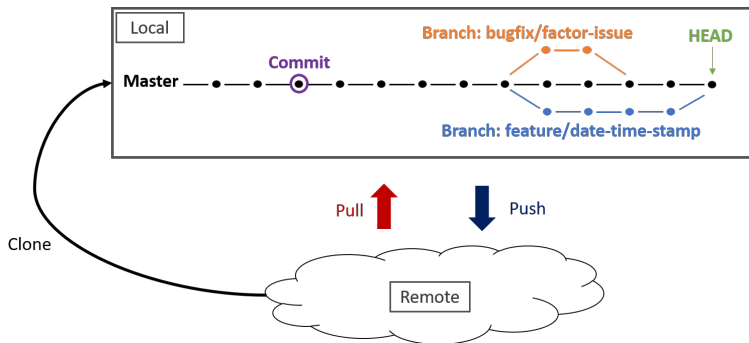 Local
Branch: bugfix/factor-issue
HEAD
Commit
Master
Branch: feature/date-time-stamp
Pull
Push
Clone
Remote